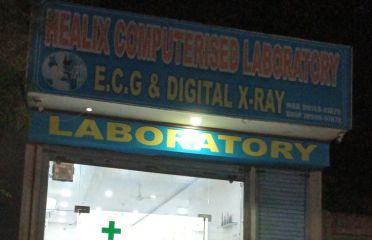 HEALIX COMPUTERISED LABORATORY
E.C.G & DIGITAL X-RAY
LABORATORY